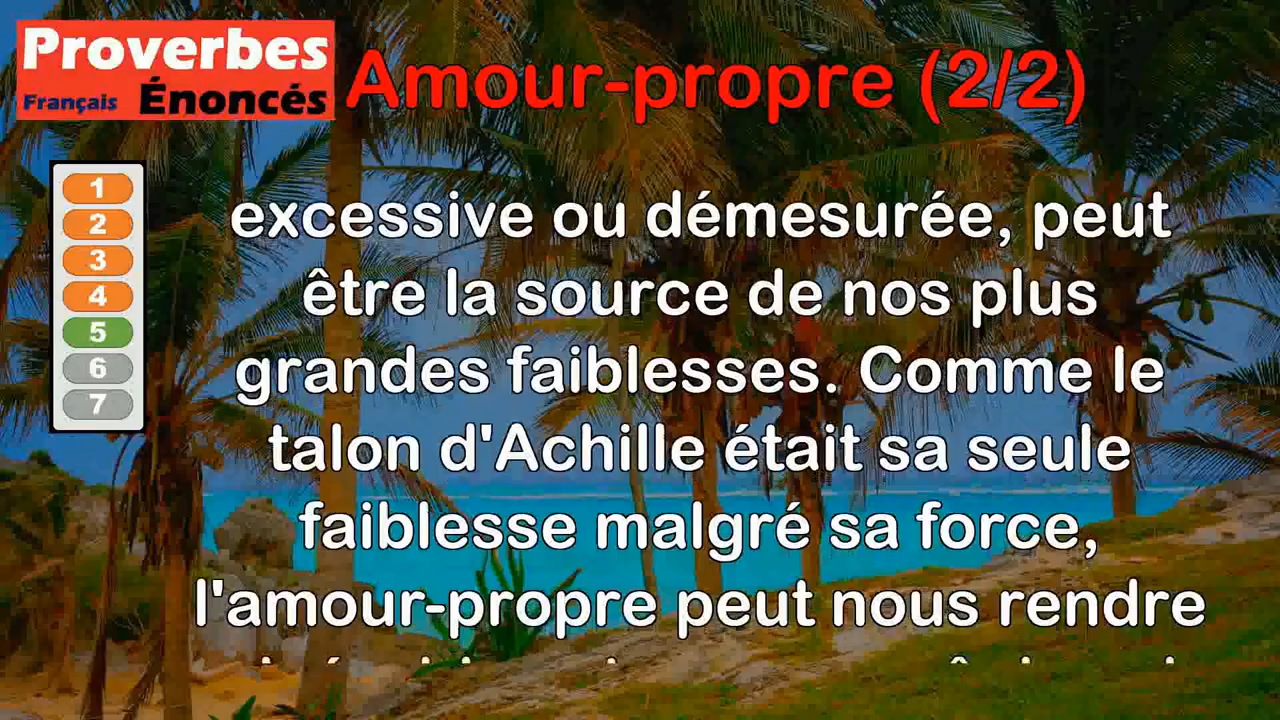 Proverbes
Français Énoncés
Amour-propre (2/2)
1
2
3
4
5
6
7
excessive ou démesurée, peut
être la source de nos plus
grandes faiblesses. Comme le
talon d'Achille était sa seule
faiblesse malgré sa force,
l'amour-propre peut nous rendre